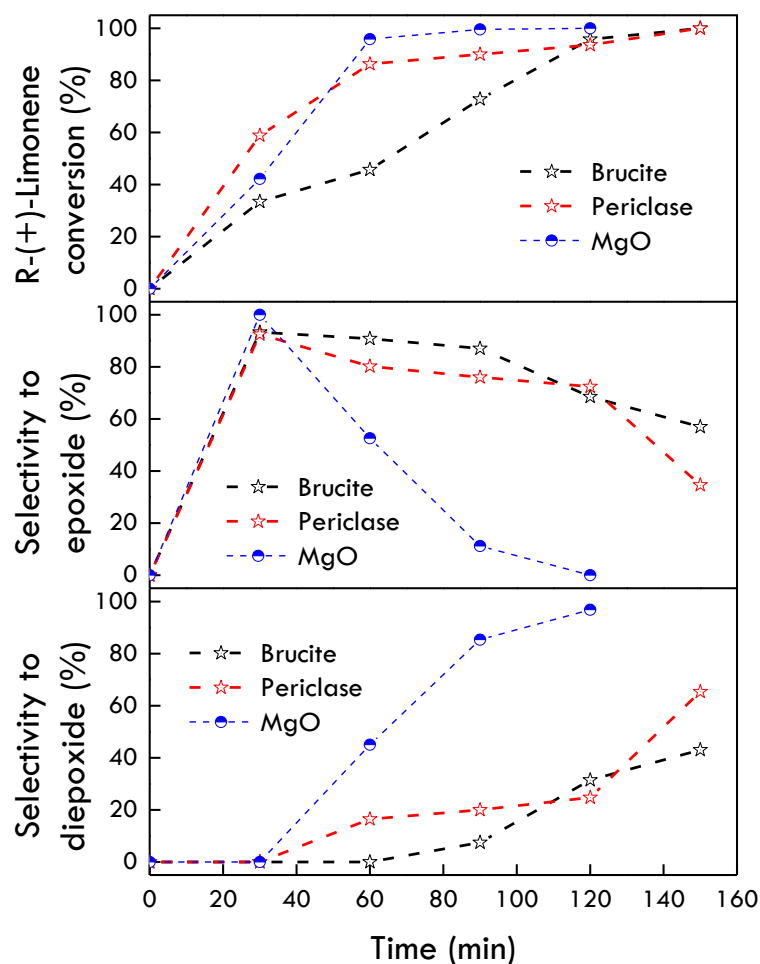 100
80
60
40
20
0
R-(+)-Limonene
conversion (%)
Brucite
Periclase
MgO
100
80
60
40
20
0
Selectivity to
epoxide (%)
Brucite
Periclase
MgO
100
80
60
40
20
0
Selectivity to
diepoxide (%)
Brucite
Periclase
MgO
0 20 40 60 80 100 120 140 160
Time (min)